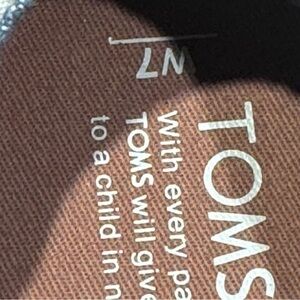 W7
TOMS
With every pa
TOMS will give
to a child in n